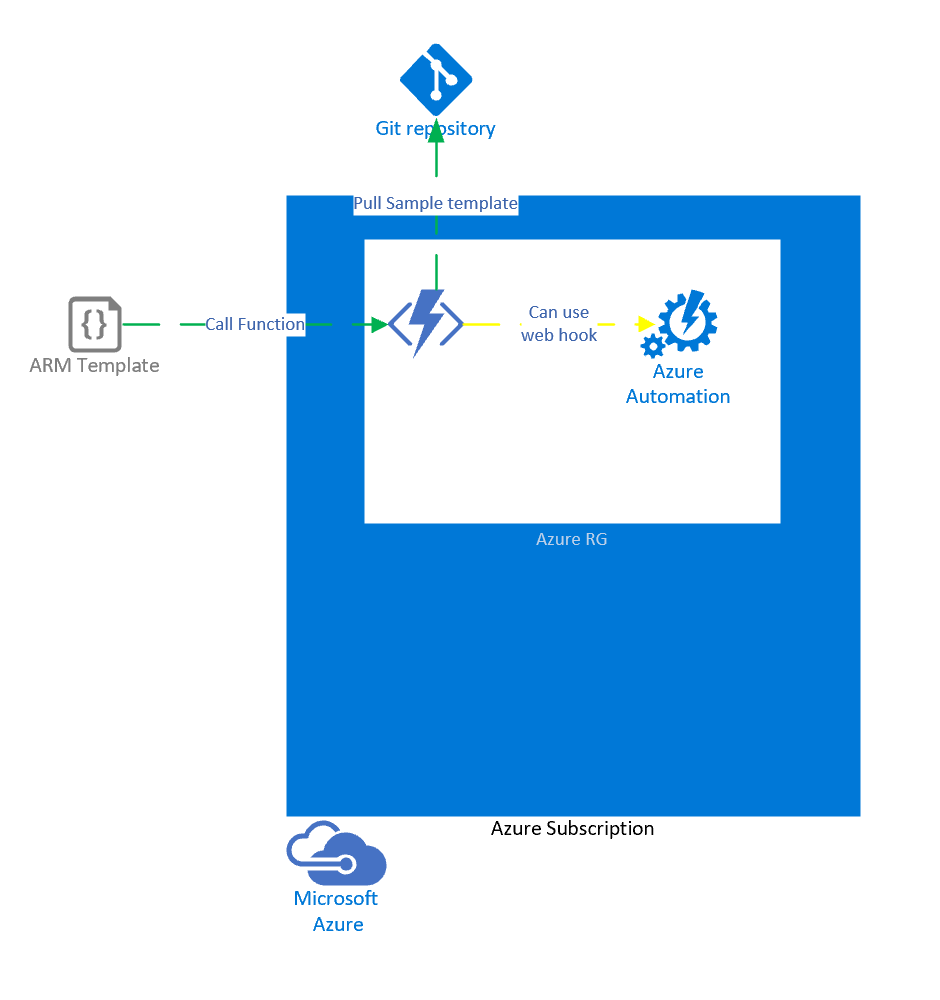 Git repository
Pull Sample template
Call Function
Can use
web hook
ARM Template
Azure
Automation
Azure RG
Azure Subscription
Microsoft
Azure